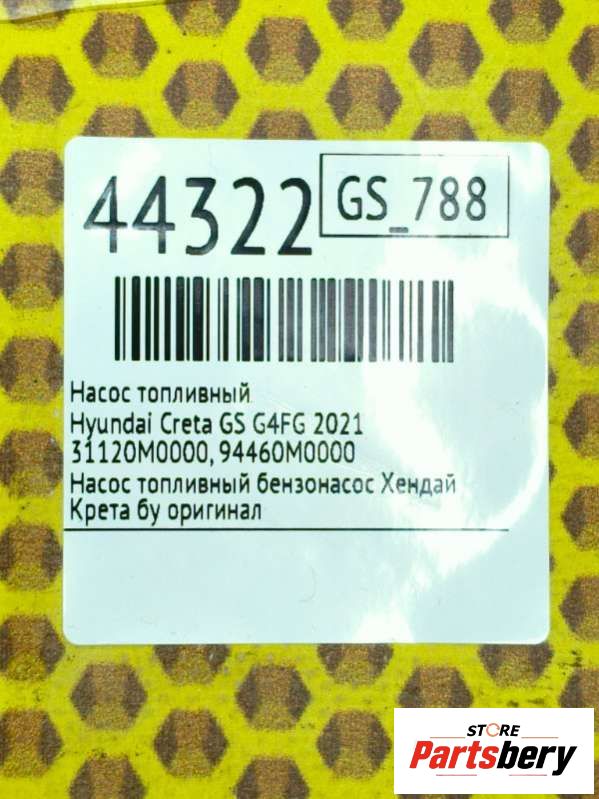 44322
GS_788
Насос топливный
Hyundai Creta GS G4FG 2021
31120M0000, 94460M0000
Насос топливный бензонасос Хендай
Крета бу оригинал
STORE
Partsbery